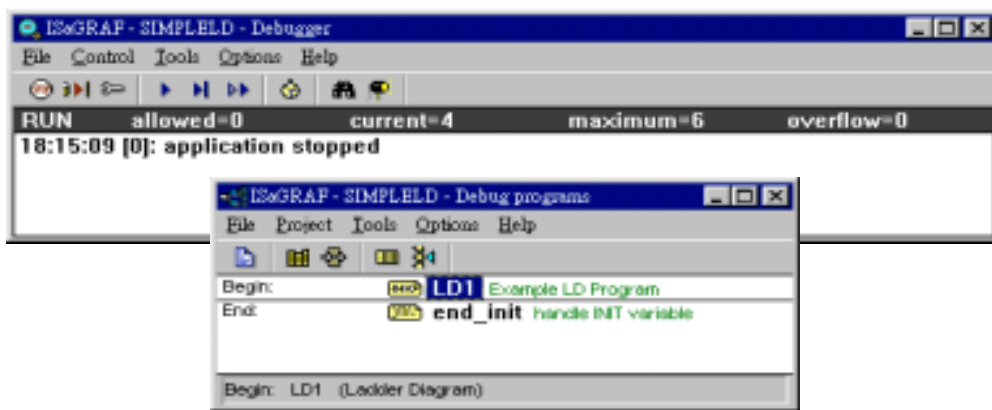 ISaGRAF - SIMPLELD - Debugger
File Control Tools Options Help
RUN allowed=0 current=4 maximum=6 overflow=0
18:15:09 [0]: application stopped
ISaGRAF - SIMPLELD - Debug programs
File Project Tools Options Help
Begin: LD1 Example LD Program
End: end_init handle INIT variable
Begin: LD1 (Ladder Diagram)